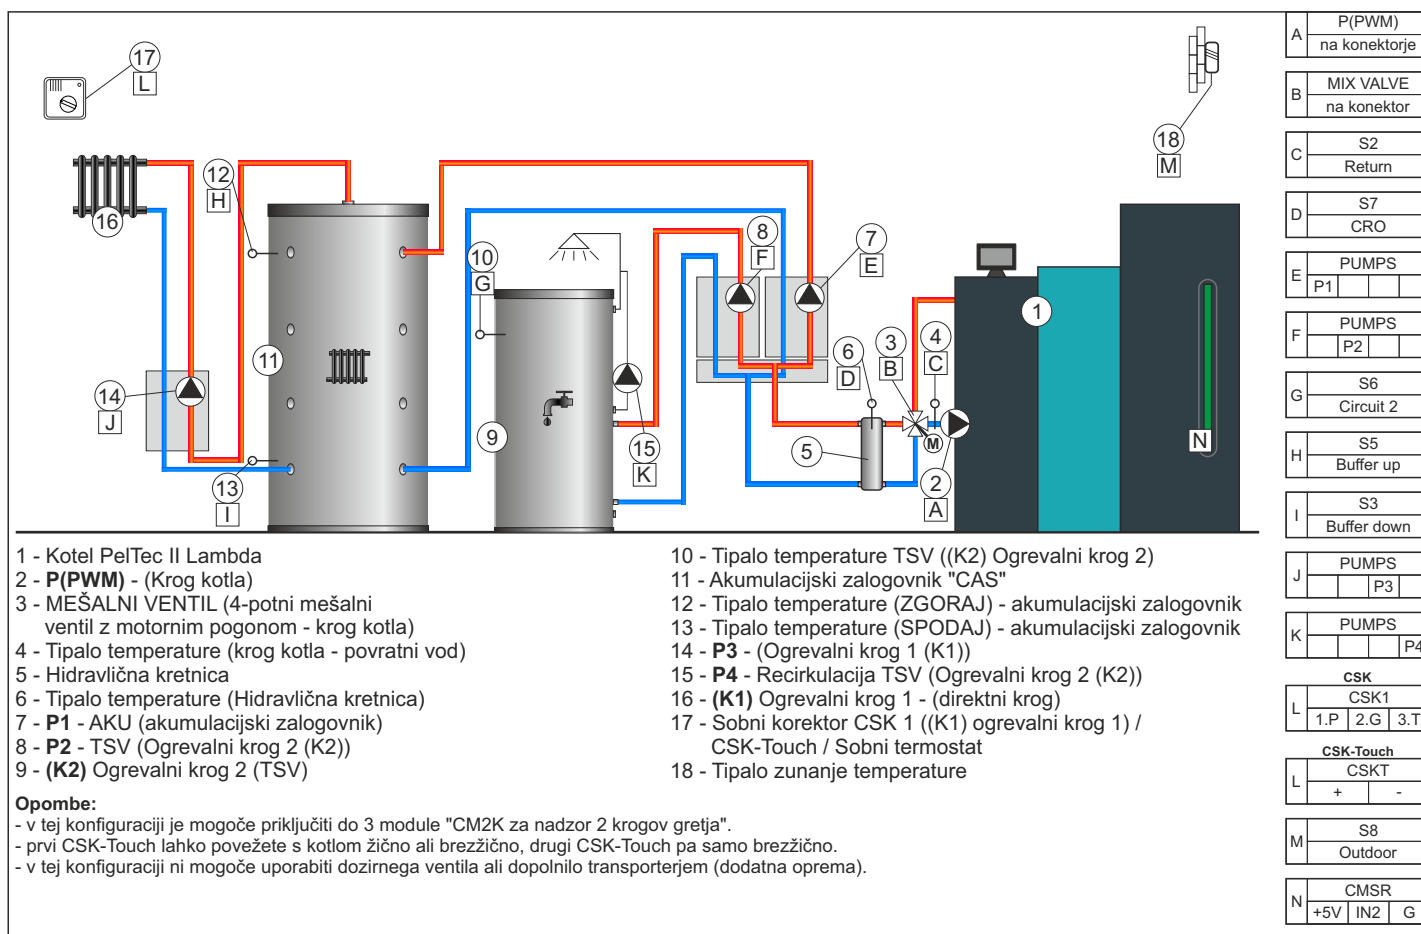 17
L
16
12
H
11
14
J
13
I
10
G
9
15
K
8
F
7
E
6
D
5
3
B
4
C
M
2
A
1
18
M
N
1 - Kotel PelTec II Lambda
2 - P(PWM) - (Krog kotla)
3 - MEŠALNI VENTIL (4-potni mešalni
ventil z motornim pogonom - krog kotla)
4 - Tipalo temperature (krog kotla - povratni vod)
5 - Hidravlična kretnica
6 - Tipalo temperature (Hidravlična kretnica)
7 - P1 - AKU (akumulacijski zalogovnik)
8 - P2 - TSV (Ogrevalni krog 2 (K2))
9 - (K2) Ogrevalni krog 2 (TSV)
10 - Tipalo temperature TSV ((K2) Ogrevalni krog 2)
11 - Akumulacijski zalogovnik "CAS"
12 - Tipalo temperature (ZGORAJ) - akumulacijski zalogovnik
13 - Tipalo temperature (SPODAJ) - akumulacijski zalogovnik
14 - P3 - (Ogrevalni krog 1 (K1))
15 - P4 - Recirkulacija TSV (Ogrevalni krog 2 (K2))
16 - (K1) Ogrevalni krog 1 - (direktni krog)
17 - Sobni korektor CSK 1 ((K1) ogrevalni krog 1) /
CSK-Touch / Sobni termostat
18 - Tipalo zunanje temperature
Opombe:
- v tej konfiguraciji je mogoče priključiti do 3 module "CM2K za nadzor 2 krogov gretja".
- prvi CSK-Touch lahko povežete s kotlom žično ali brezžično, drugi CSK-Touch pa samo brezžično.
- v tej konfiguraciji ni mogoče uporabiti dozirnega ventila ali dopolnilo transporterjem (dodatna oprema).
A P(PWM)
na konektorje
B MIX VALVE
na konektor
C S2
Return
D S7
CRO
E PUMPS
P1
F PUMPS
P2
G S6
Circuit 2
H S5
Buffer up
I S3
Buffer down
J PUMPS
P3
K PUMPS
P4
CSK
L CSK1
1.P 2.G 3.T
CSK-Touch
L CSKT
+ -
M S8
Outdoor
N CMSR
+5V IN2 G